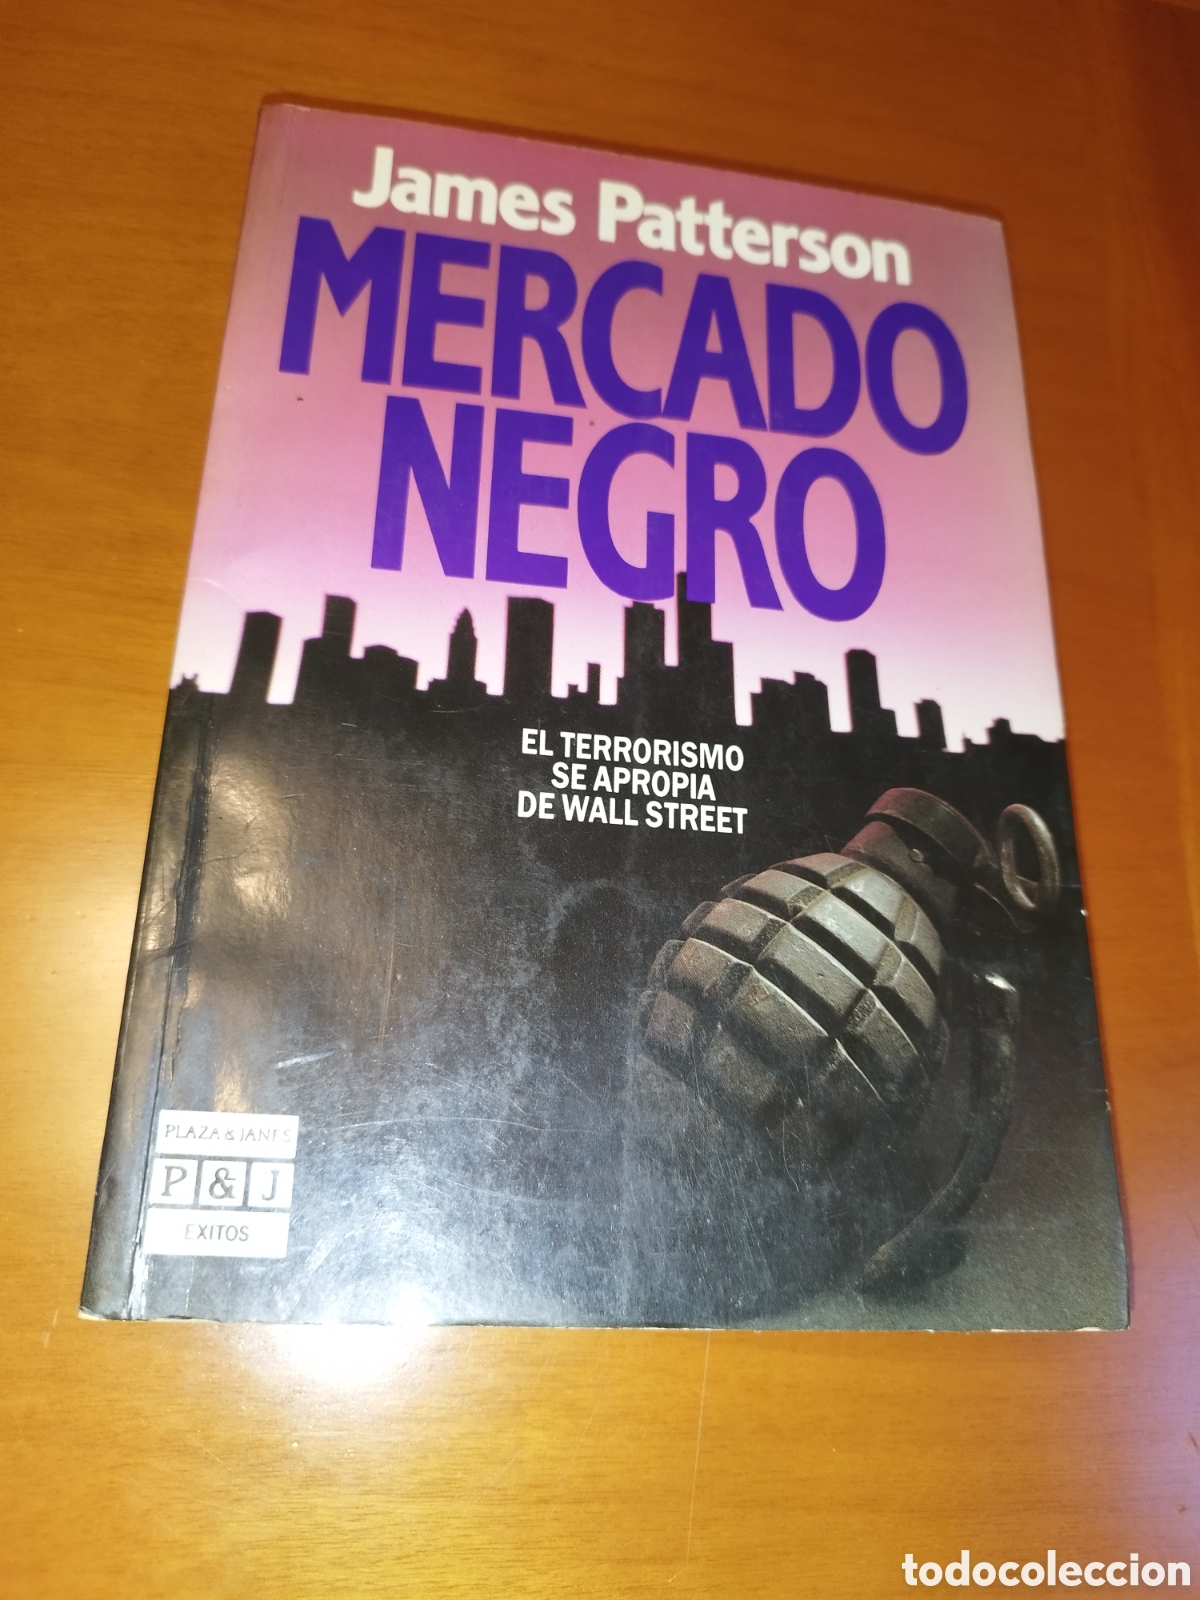 James Patterson
MERCADO
NEGRO
EL TERRORISMO
SE APROPIA
DE WALL STREET
PLAZA & JANES
P & J
EXITOS
todocoleccion